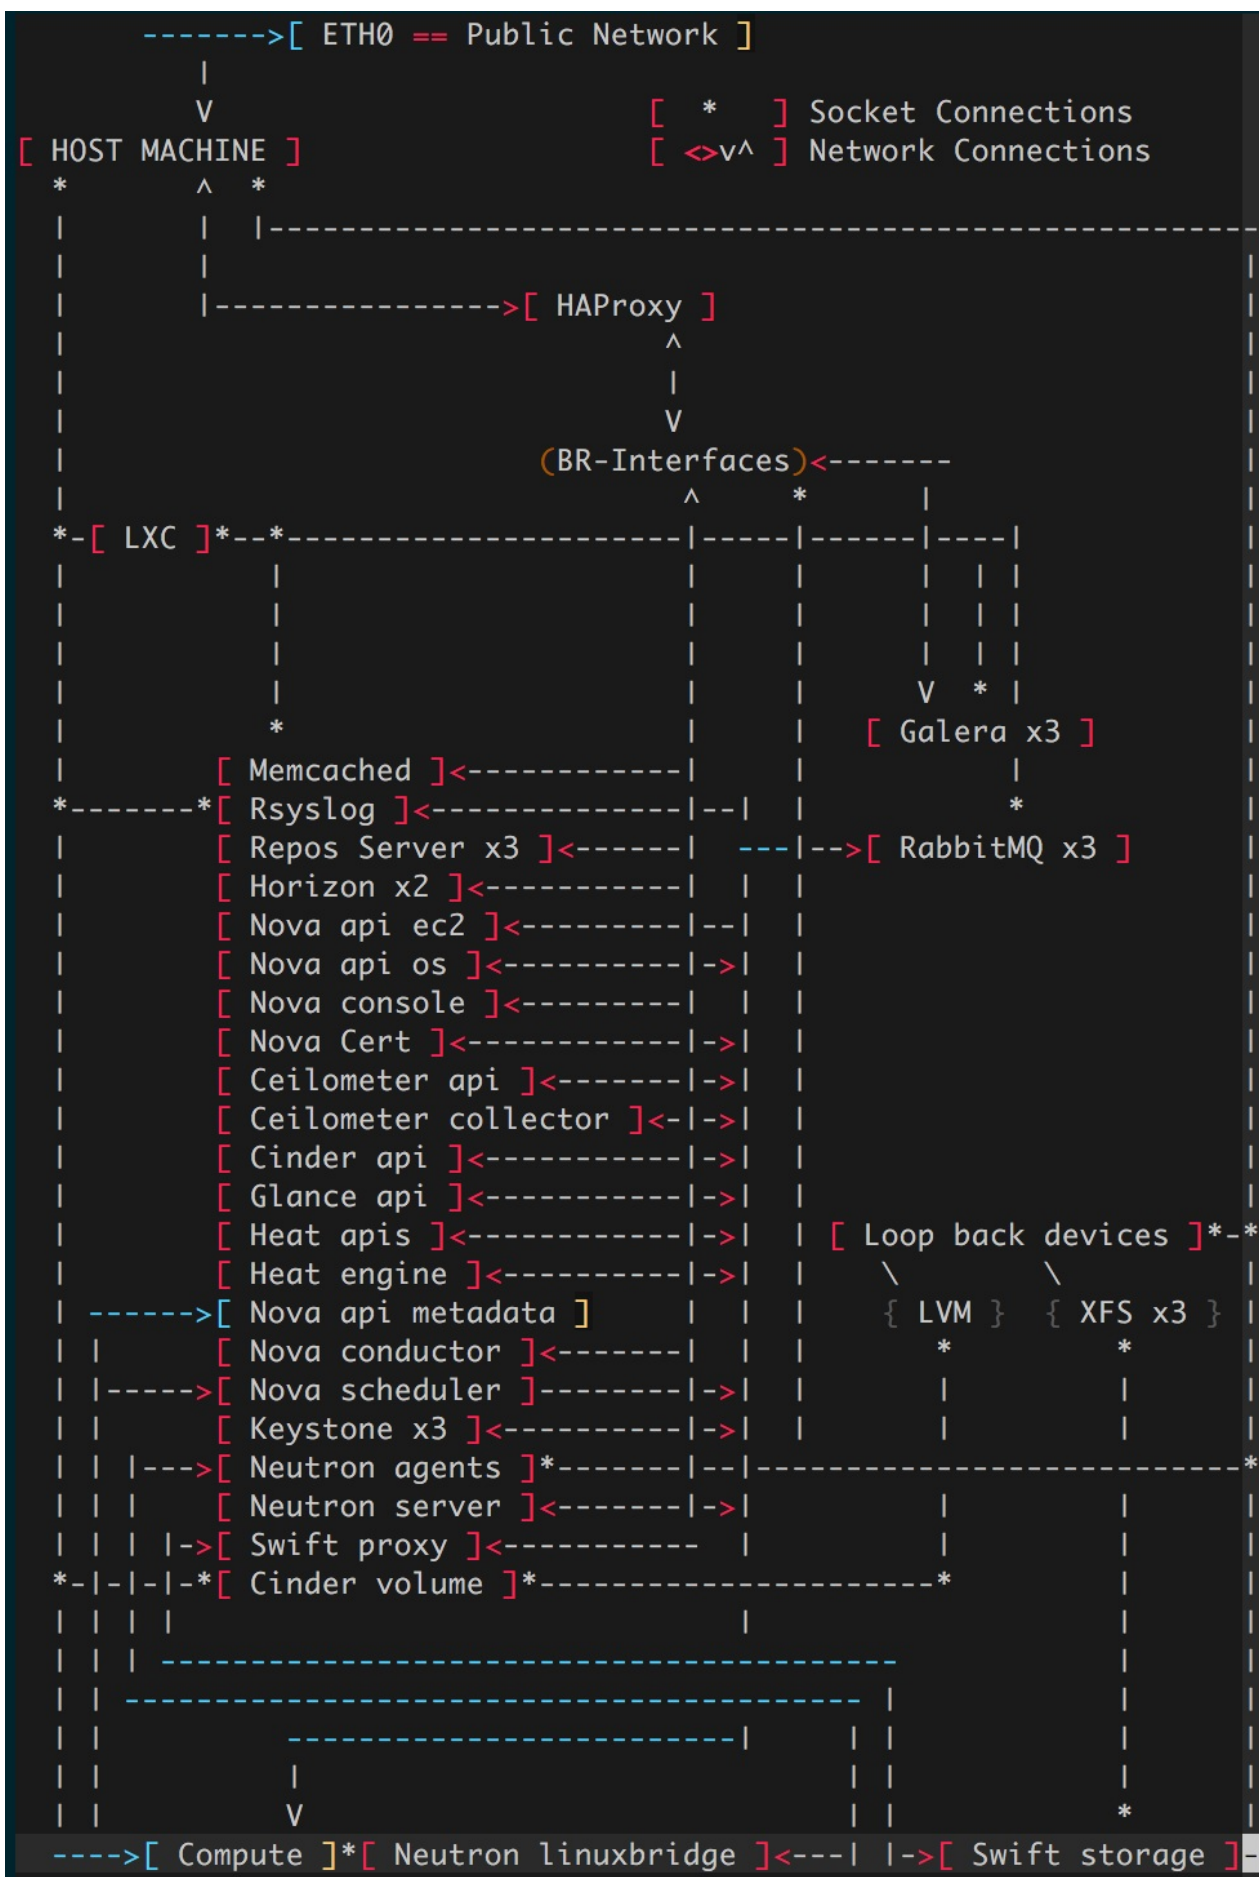 ------->[ ETH0 == Public Network ]
|
V [ * ] Socket Connections
[ HOST MACHINE ] [ <>v^ ] Network Connections
* ^ *
| | |-------------------------------------------------------
| | |
| |---------------->[ HAProxy ] |
| ^ |
| | |
| V |
| (BR-Interfaces)<------- |
| ^ * | |
*-[ LXC ]*--*----------------------|-----|------|----| |
| | | | | | | |
| | | | | | | |
| | | | | | | |
| | | | V * | |
| * | | [ Galera x3 ] |
| [ Memcached ]<------------| | | |
*-------*[ Rsyslog ]<--------------|--| | * |
| [ Repos Server x3 ]<------| ---|-->[ RabbitMQ x3 ] |
| [ Horizon x2 ]<-----------| | | |
| [ Nova api ec2 ]<---------|--| | |
| [ Nova api os ]<----------|->| | |
| [ Nova console ]<---------| | | |
| [ Nova Cert ]<------------|->| | |
| [ Ceilometer api ]<-------|->| | |
| [ Ceilometer collector ]<-|->| | |
| [ Cinder api ]<-----------|->| | |
| [ Glance api ]<-----------|->| | |
| [ Heat apis ]<------------|->| | [ Loop back devices ]*-*
| [ Heat engine ]<----------|->| | \ \ |
| ------>[ Nova api metadata ] | | | { LVM } { XFS x3 } |
| | [ Nova conductor ]<-------| | | * * |
| |----->[ Nova scheduler ]--------|->| | | | |
| | [ Keystone x3 ]<----------|->| | | | |
| | |--->[ Neutron agents ]*-------|--|---------------------------*
| | | [ Neutron server ]<-------|->| | | |
| | | |->[ Swift proxy ]<----------- | | | |
*-|-|-|-*[ Cinder volume ]*----------------------* | |
| | | | | | |
| | | ----------------------------------------- | |
| | ----------------------------------------- | | |
| | -------------------------| | | | |
| | | | | | |
| | V | | * |
---->[ Compute ]*[ Neutron linuxbridge ]<---| |->[ Swift storage ]-